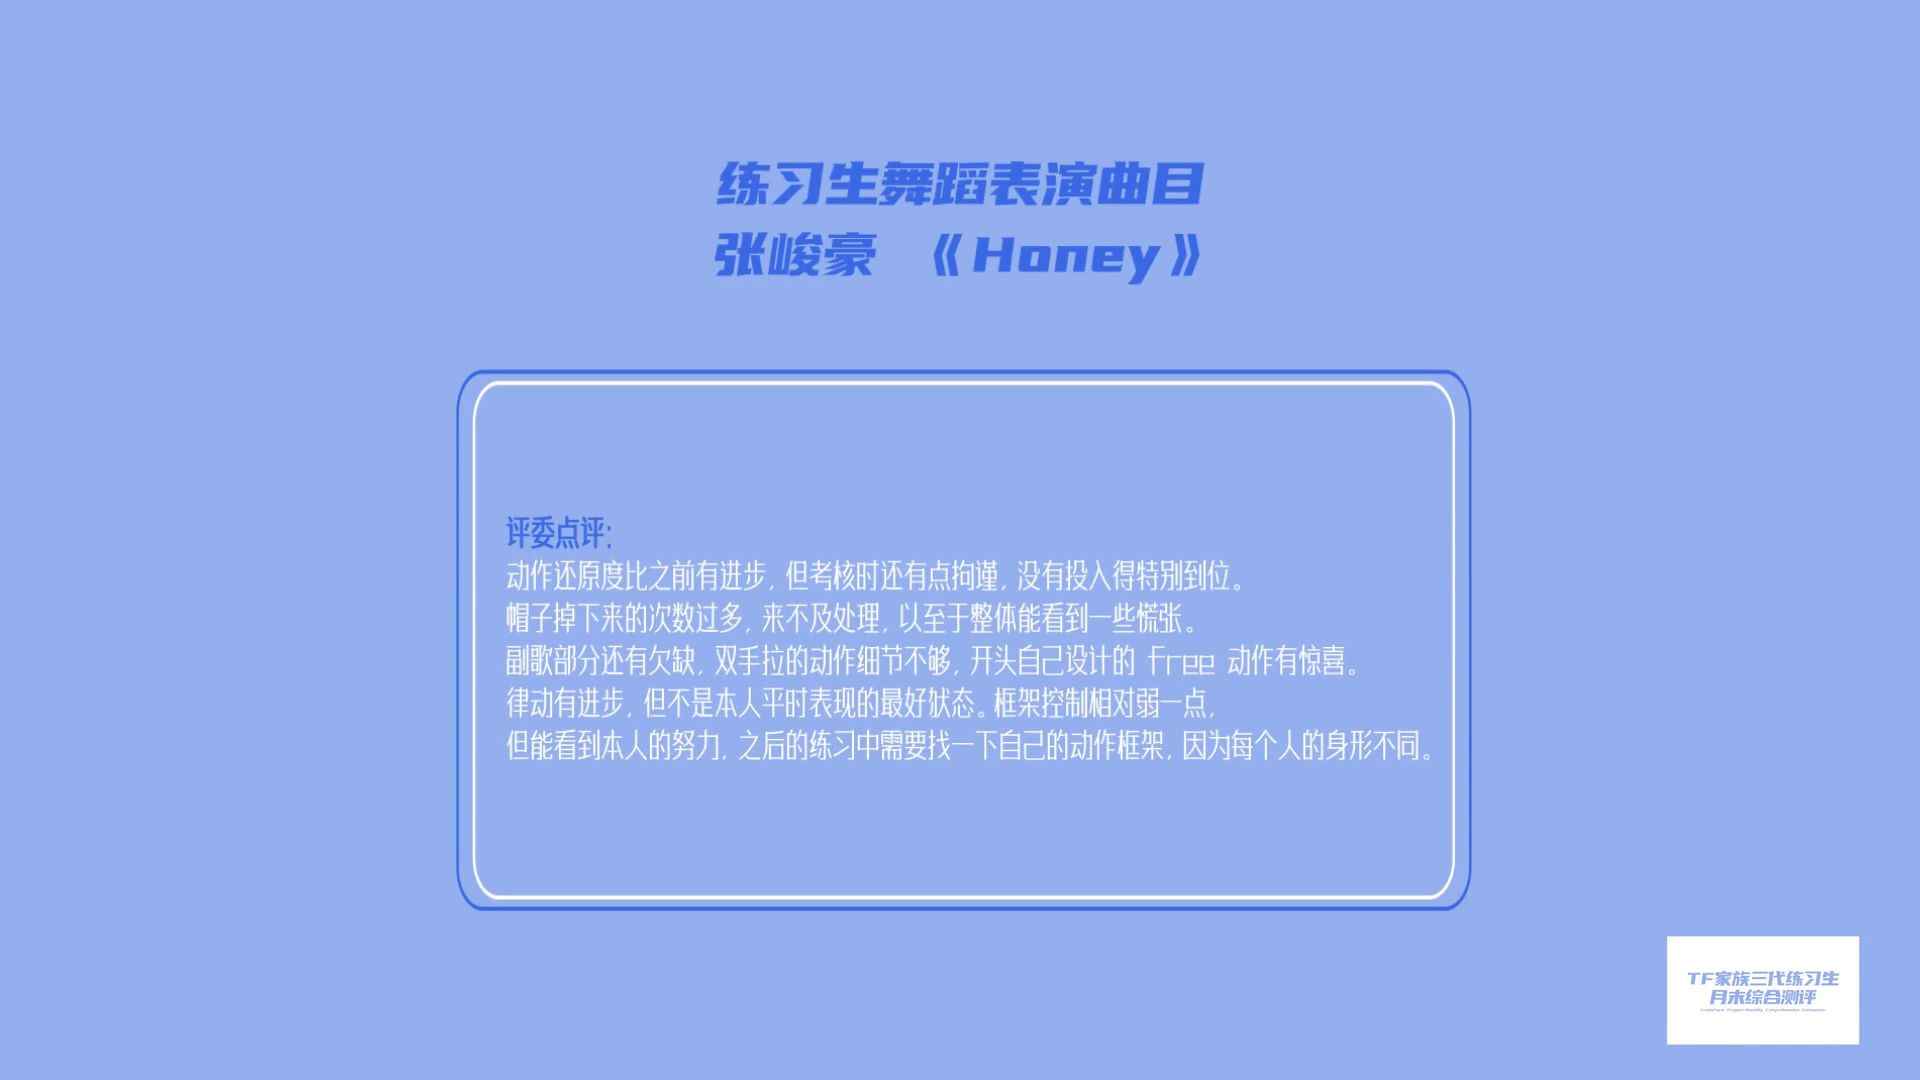 练习生舞蹈表演曲目
张峻豪 《Honey》
评委点评:
动作还原度比之前有进步, 但考核时还有点拘谨, 没有投入得特别到位。
帽子掉下来的次数过多, 来不及处理, 以至于整体能看到一些慌张。
副歌部分还有欠缺, 双手拉的动作细节不够, 开头自己设计的 free 动作有惊喜。
律动有进步, 但不是本人平时表现的最好状态。框架控制相对弱一点,
但能看到本人的努力, 之后的练习中需要找一下自己的动作框架, 因为每个人的身形不同。
TF家族三代练习生
月末综合测评
Transform Project-Monthly Comprehensive Evaluation